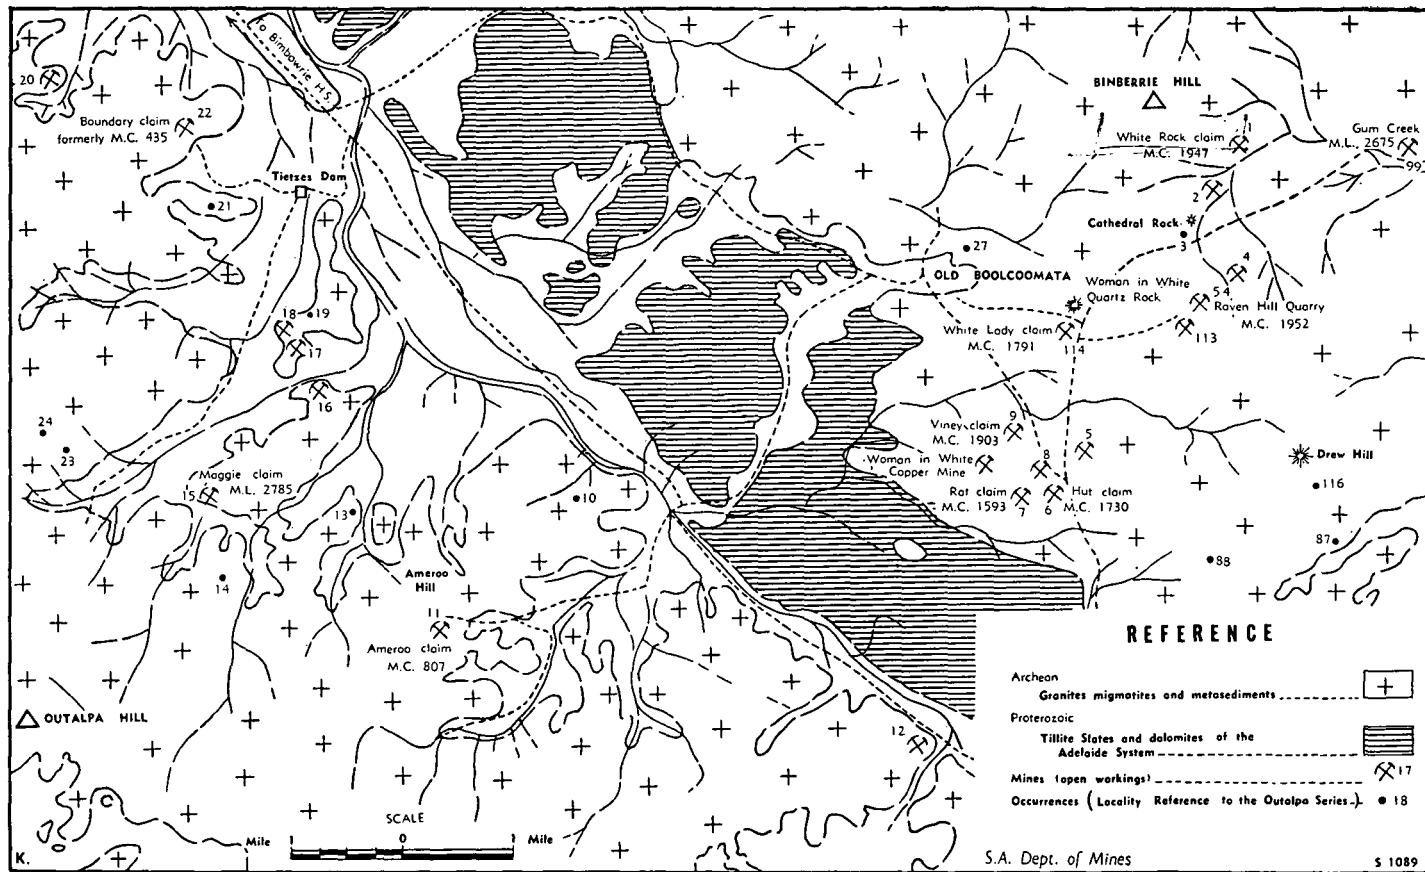 To Bimbowrie H.S.
20
22
Boundary claim
formerly M.C. 435
Tietzes Dam
21
19
18
17
16
24
23
Maggie claim
M.L. 2785
15
13
14
10
Ameroo
Hill
11
Ameroo claim
M.C. 807
OUTALPA HILL
12
BINBERRIE HILL
1
White Rock claim
M.C. 1947
Gum Creek
M.L. 2675
99
2
Cathedral Rock
3
27
OLD BOOLCOOMATA
4
Woman in White
Quartz Rock
54
Raven Hill Quarry
M.C. 1952
White Lady claim
M.C. 1791
114
113
9
Viney claim
M.C. 1903
5
Woman in White
Copper Mine
8
Rat claim
M.C. 1593
7
6
Hut claim
M.C. 1730
Drew Hill
116
87
88
REFERENCE
Archean
Granites migmatites and metasediments
Proterozoic
Tillite Slates and dolomites of the
Adelaide System
Mines (open workings) 17
Occurrences (Locality Reference to the Outalpa Series) 18
SCALE
Mile 1 0 1 Mile
K.
S.A. Dept. of Mines
S 1089